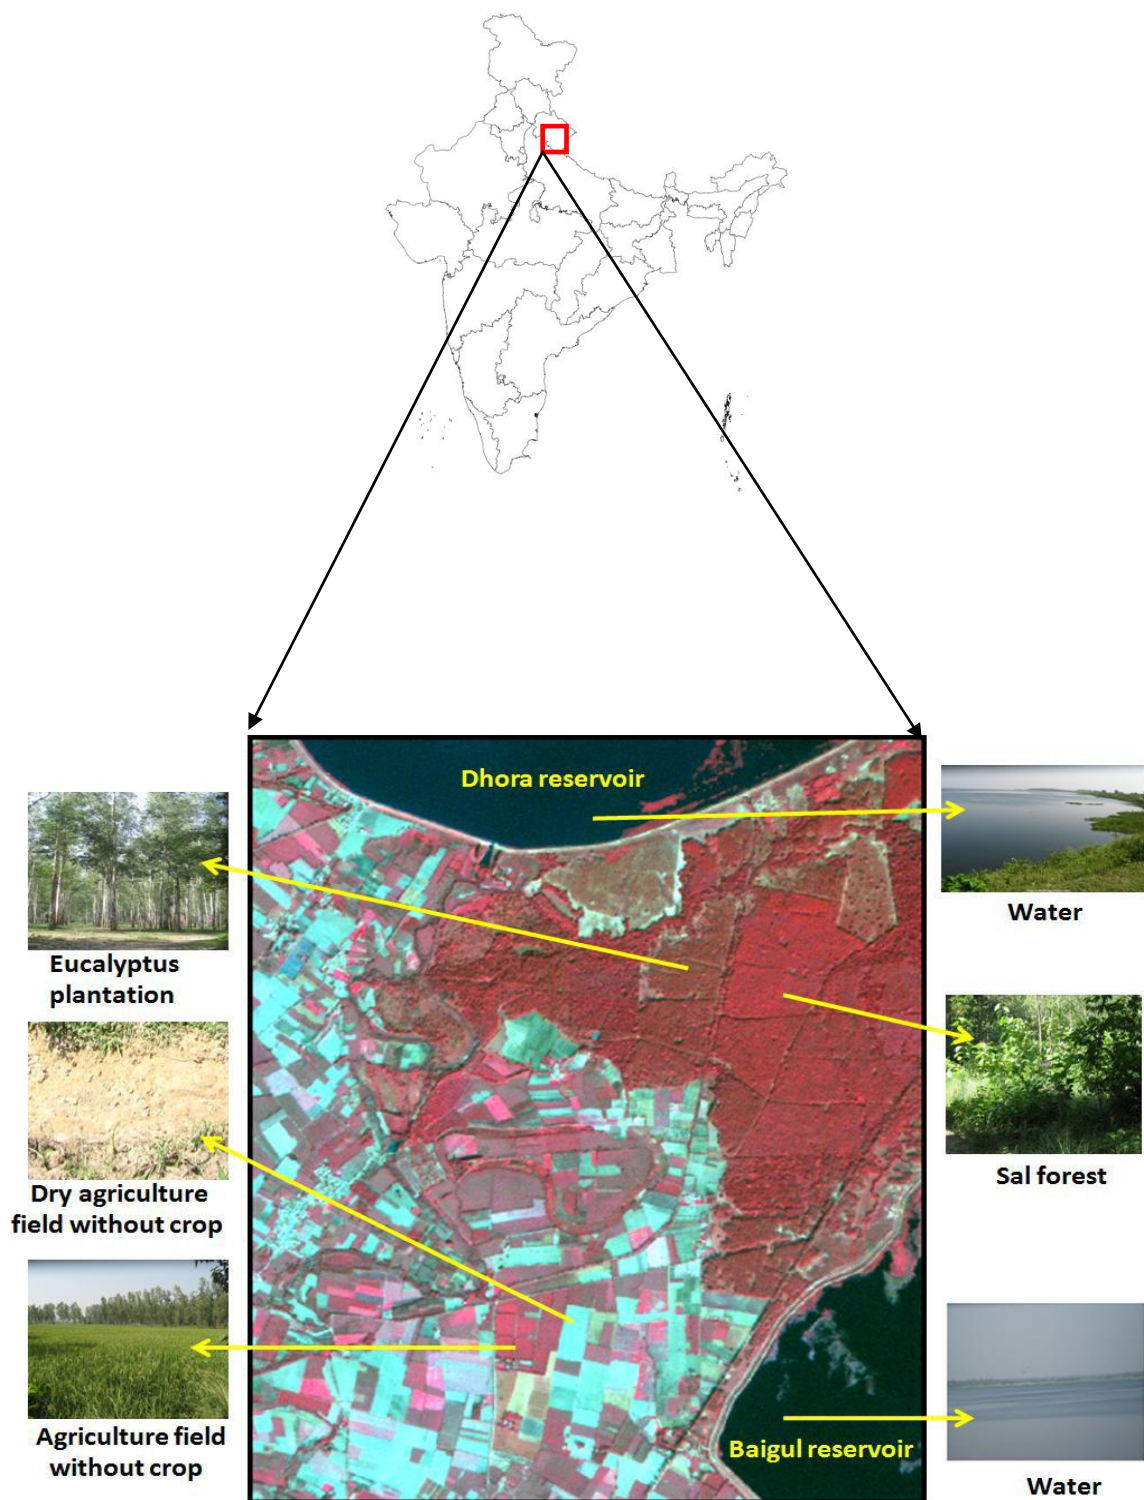 Dhora reservoir
Water
Eucalyptus
plantation
Sal forest
Dry agriculture
field without crop
Agriculture field
without crop
Baigul reservoir
Water